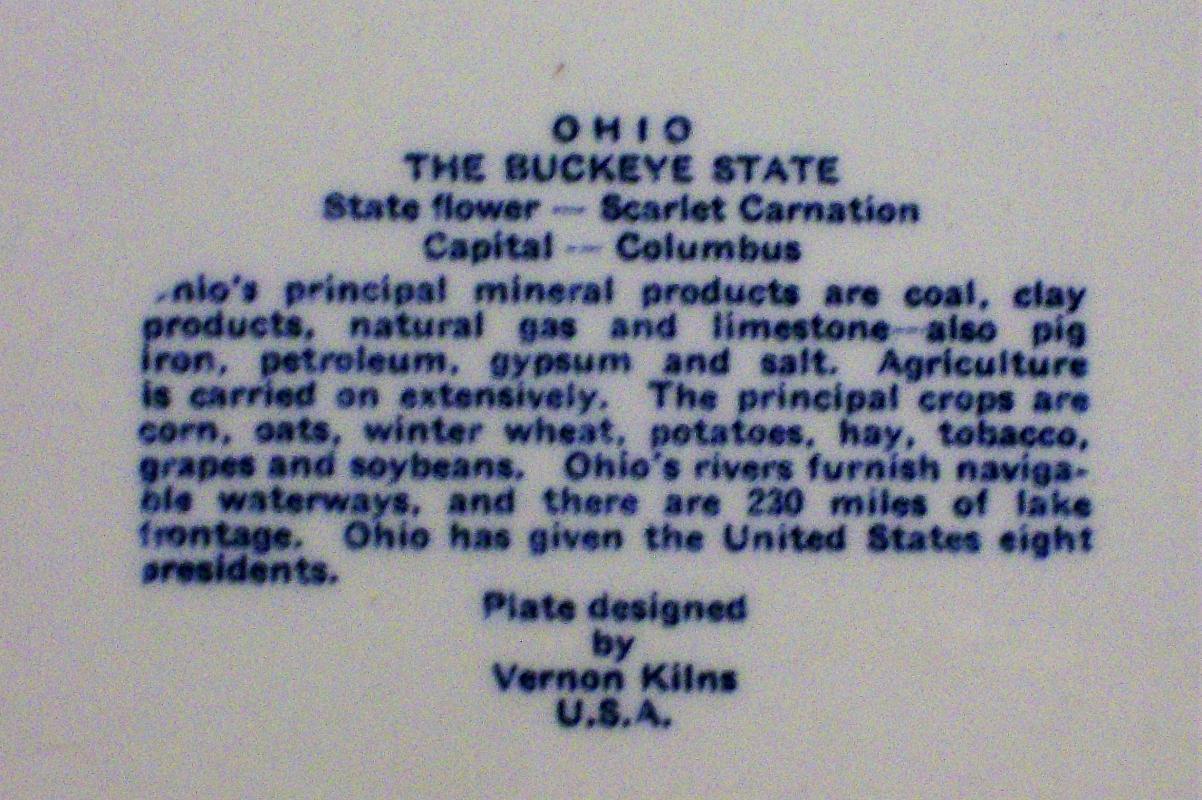 OHIO
THE BUCKEYE STATE
State flower — Scarlet Carnation
Capital — Columbus
Ohio's principal mineral products are coal, clay
products, natural gas and limestone—also pig
iron, petroleum, gypsum and salt. Agriculture
is carried on extensively. The principal crops are
corn, oats, winter wheat, potatoes, hay, tobacco,
grapes and soybeans. Ohio's rivers furnish naviga-
ble waterways, and there are 230 miles of lake
frontage. Ohio has given the United States eight
presidents.
Plate designed
by
Vernon Kilns
U.S.A.